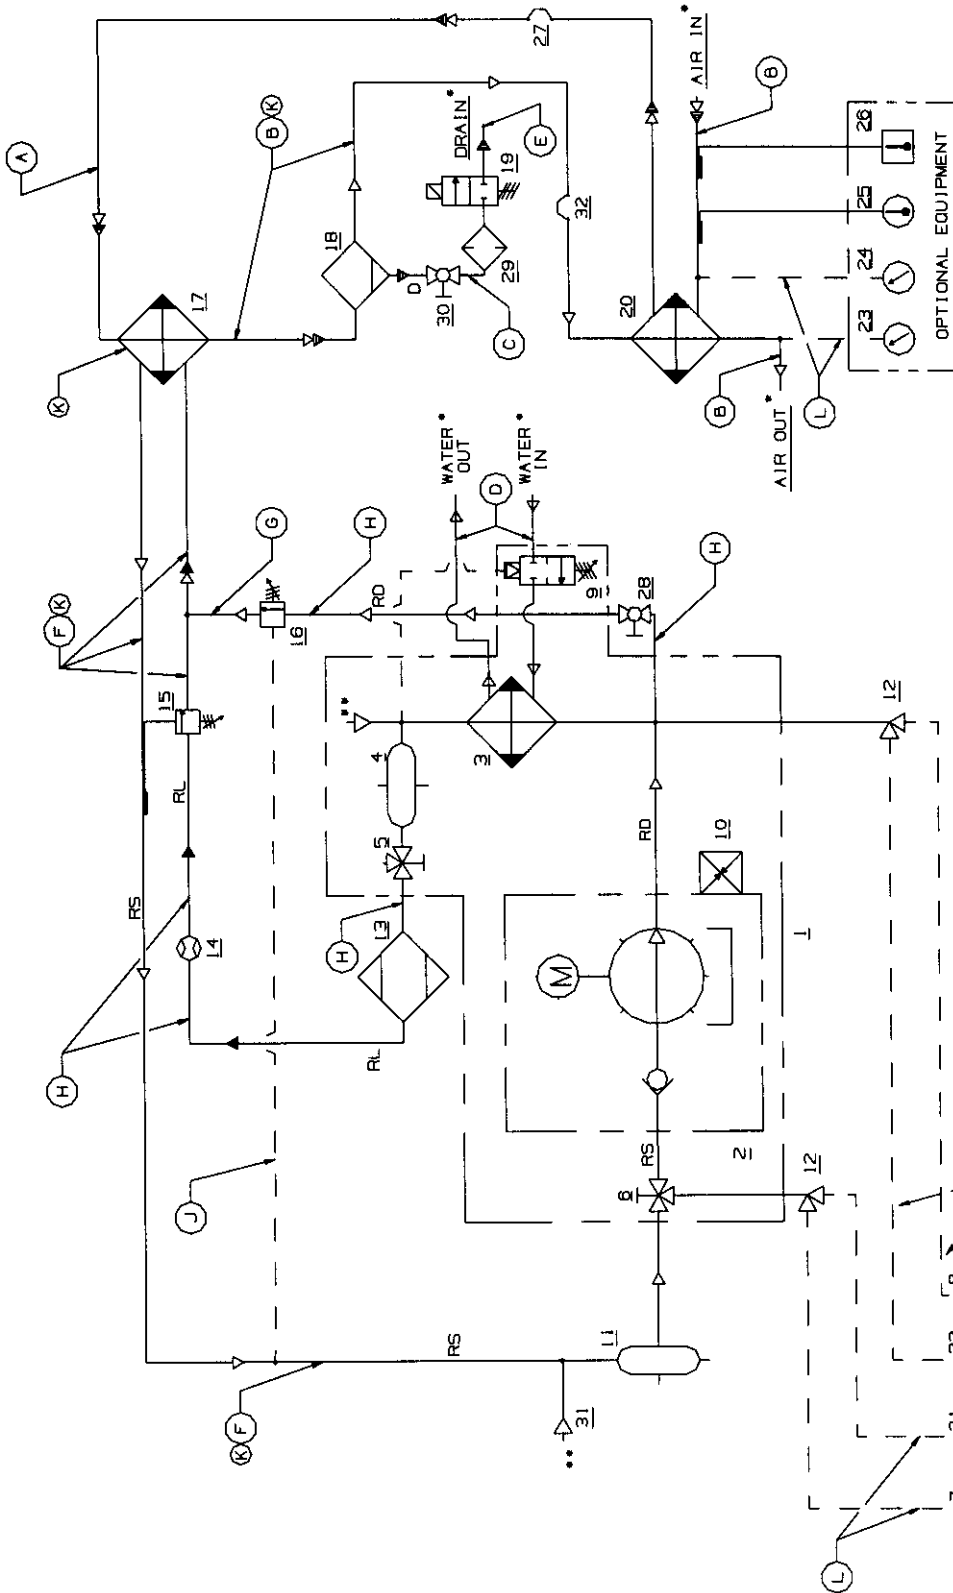 A
27
AIR IN *
B
B K
17
K
DRAIN *
E
19
18
D
30
29
C
32
20
26
25
24
23
OPTIONAL EQUIPMENT
B
L
AIR OUT *
WATER OUT *
D
WATER IN *
F K
G
H
15
16
RD
9
28
H
RL
RS
**
4
3
5
12
14
H
13
RD
10
1
H
RL
M
J
RS
2
6
12
RS
11
K F
31
**
L